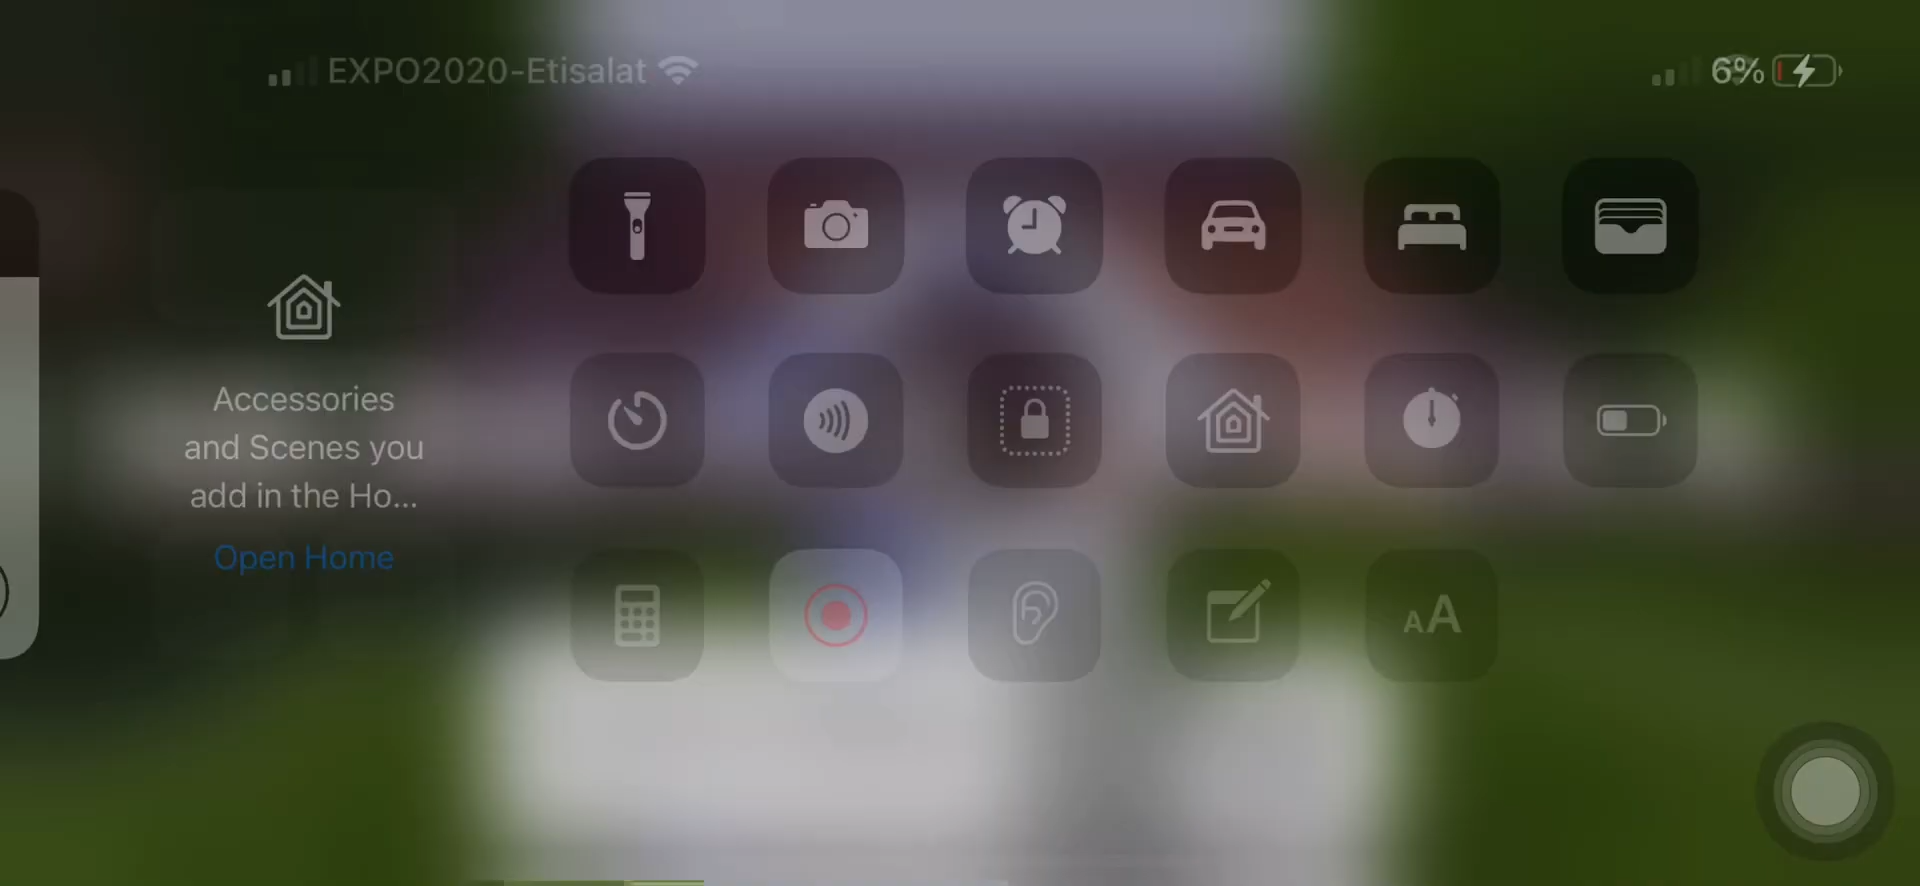 EXPO2020-Etisalat
6%
Accessories
and Scenes you
add in the Ho...
Open Home
AA